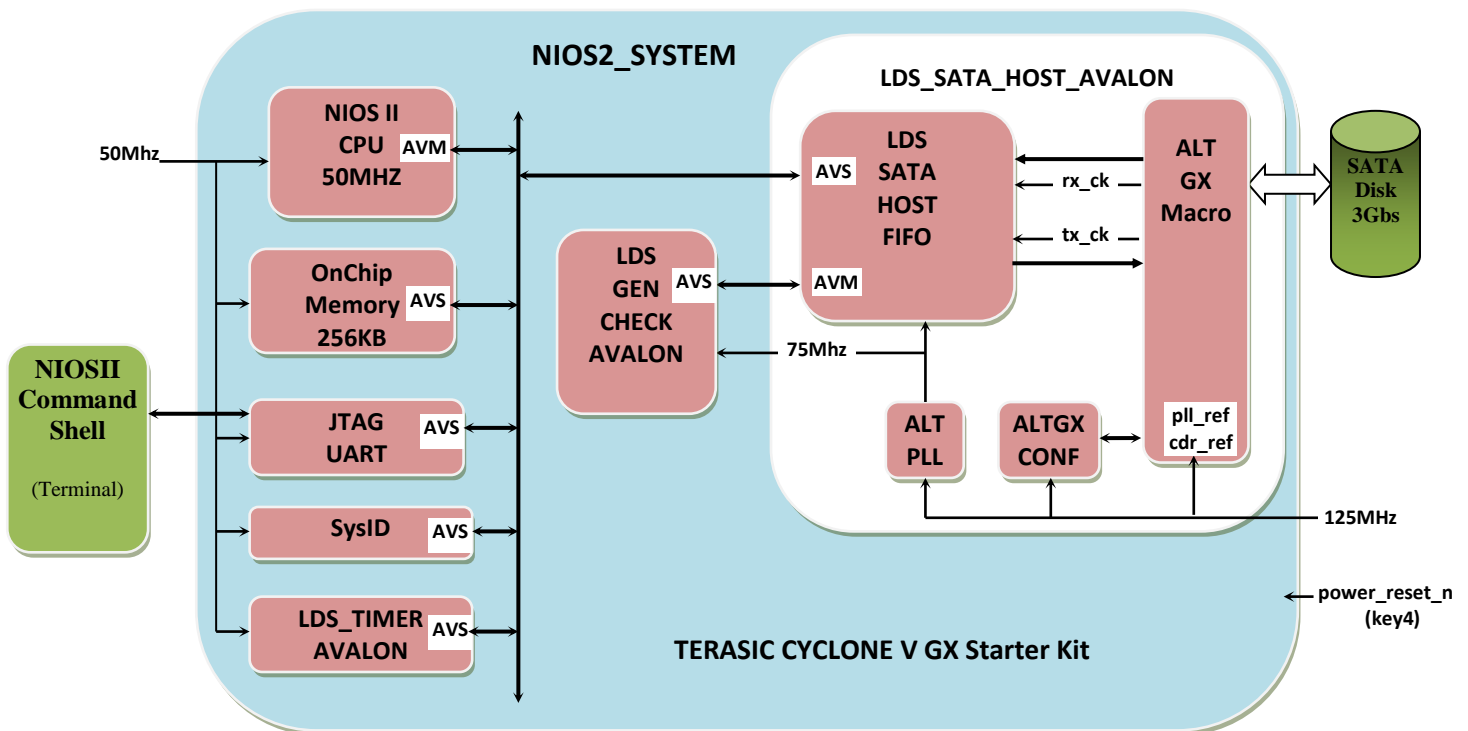 NIOS2_SYSTEM
LDS_SATA_HOST_AVALON
50Mhz
NIOS II
CPU
50MHZ
AVM
OnChip
Memory
256KB
AVS
NIOSII
Command
Shell
(Terminal)
JTAG
UART
AVS
SysID
AVS
LDS_TIMER
AVALON
AVS
LDS
GEN
CHECK
AVALON
AVS
LDS
SATA
HOST
FIFO
AVS
AVM
rx_ck
tx_ck
75Mhz
ALT
GX
Macro
pll_ref
cdr_ref
ALT
PLL
ALTGX
CONF
SATA
Disk
3Gbs
125MHz
power_reset_n
(key4)
TERASIC CYCLONE V GX Starter Kit